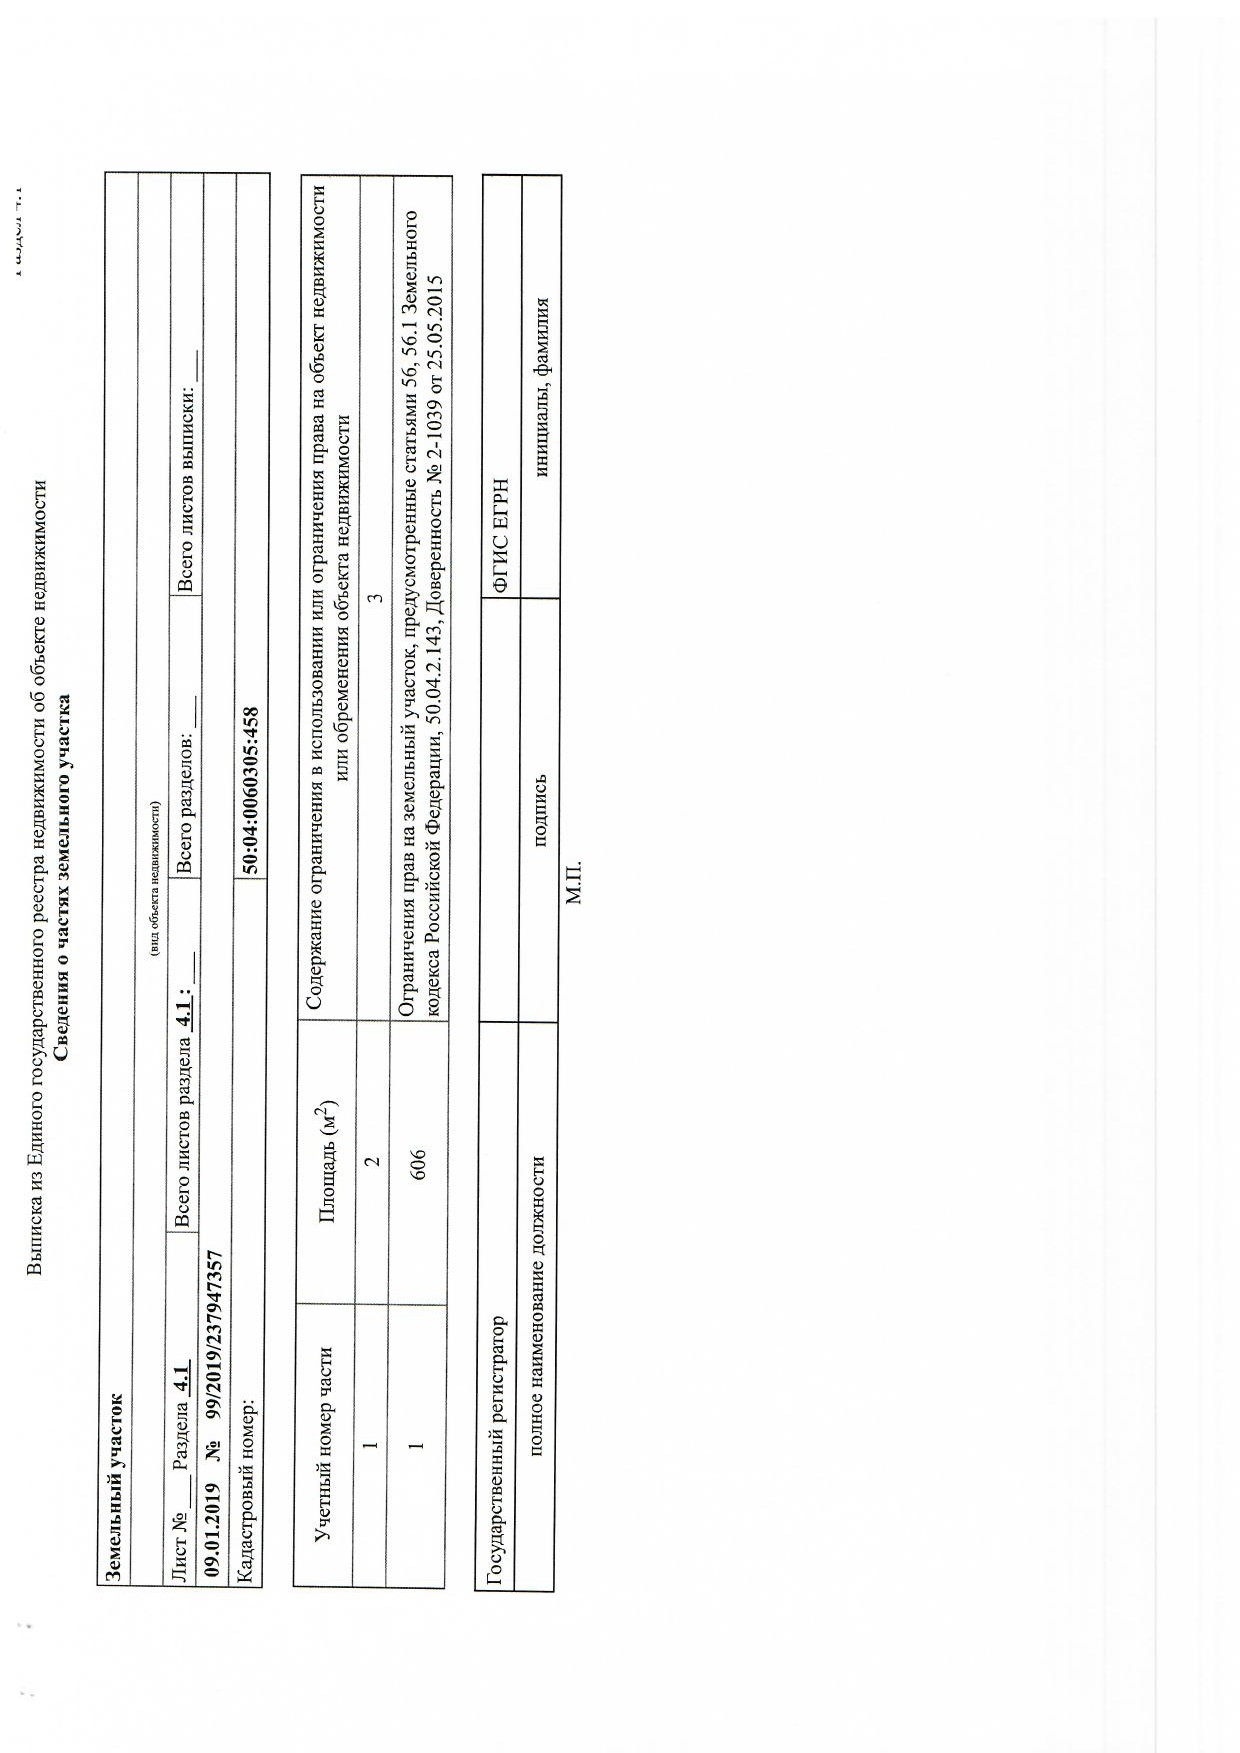 Раздел 4.1
Выписка из Единого государственного реестра недвижимости об объекте недвижимости
Сведения о частях земельного участка
Земельный участок
(вид объекта недвижимости)
Лист № ___ Раздела 4.1 Всего листов раздела 4.1 : ___ Всего разделов: ___ Всего листов выписки: ___
09.01.2019 № 99/2019/237947357
Кадастровый номер: 50:04:0060305:458
Учетный номер части Площадь (м²) Содержание ограничения в использовании или ограничения права на объект недвижимости
или обременения объекта недвижимости
1 2 3
1 606 Ограничения прав на земельный участок, предусмотренные статьями 56, 56.1 Земельного
кодекса Российской Федерации, 50.04.2.143, Доверенность № 2-1039 от 25.05.2015
Государственный регистратор ФГИС ЕГРН
полное наименование должности подпись инициалы, фамилия
М.П.